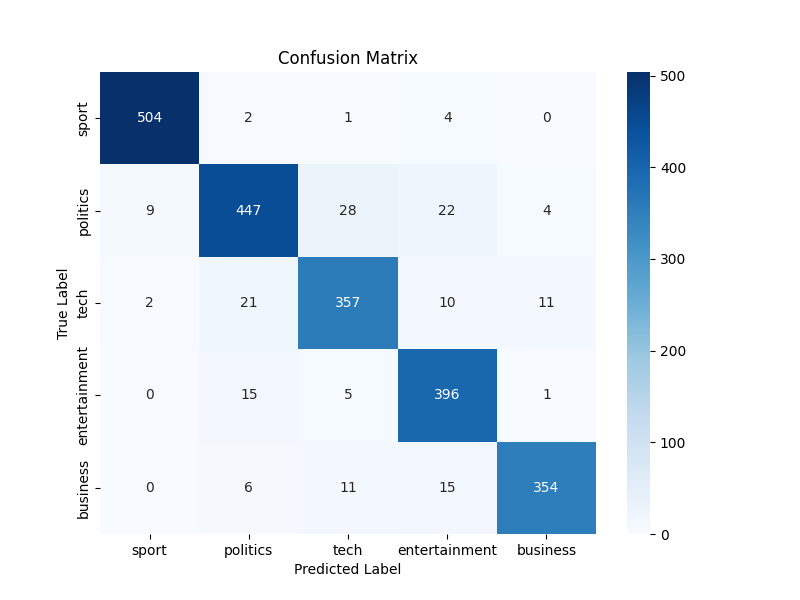 Confusion Matrix
True Label
sport 504 2 1 4 0
politics 9 447 28 22 4
tech 2 21 357 10 11
entertainment 0 15 5 396 1
business 0 6 11 15 354
sport politics tech entertainment business
Predicted Label
500
400
300
200
100
0